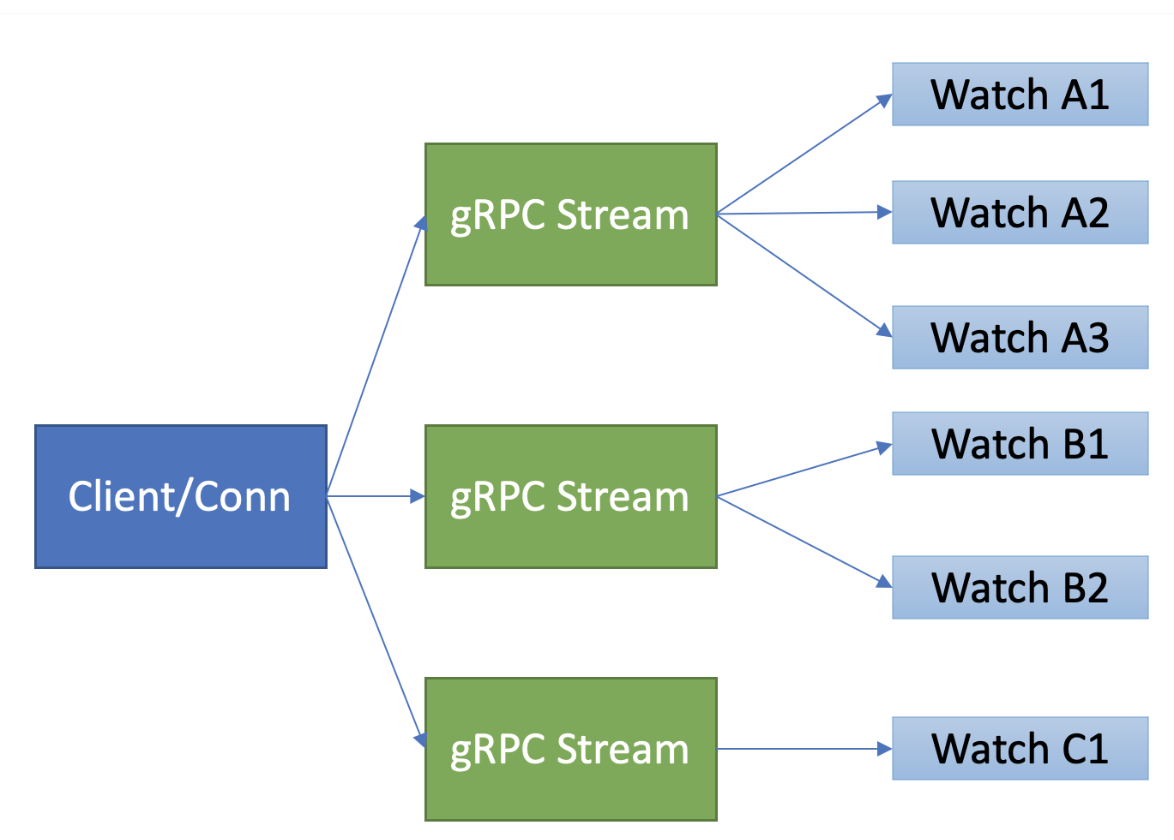 Client/Conn
gRPC Stream
Watch A1
Watch A2
Watch A3
gRPC Stream
Watch B1
Watch B2
gRPC Stream
Watch C1